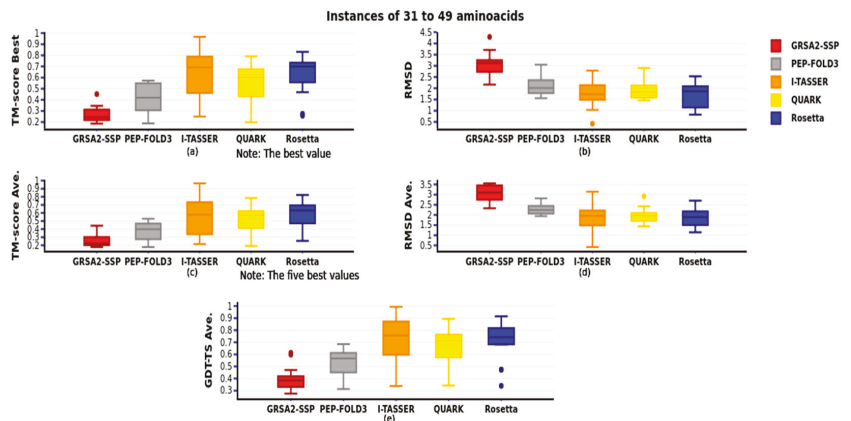 Instances of 31 to 49 aminoacids
TM-score Best
1
0.9
0.8
0.7
0.6
0.5
0.4
0.3
0.2
GRSA2-SSP PEP-FOLD3 I-TASSER QUARK Rosetta
(a) Note: The best value
RMSD
4.5
4
3.5
3
2.5
2
1.5
1
0.5
GRSA2-SSP PEP-FOLD3 I-TASSER QUARK Rosetta
(b)
GRSA2-SSP
PEP-FOLD3
I-TASSER
QUARK
Rosetta
TM-score Ave.
1
0.9
0.8
0.7
0.6
0.5
0.4
0.3
0.2
GRSA2-SSP PEP-FOLD3 I-TASSER QUARK Rosetta
(c) Note: The five best values
RMSD Ave.
3.5
3
2.5
2
1.5
1
0.5
GRSA2-SSP PEP-FOLD3 I-TASSER QUARK Rosetta
(d)
GDT-TS Ave.
1
0.9
0.8
0.7
0.6
0.5
0.4
0.3
GRSA2-SSP PEP-FOLD3 I-TASSER QUARK Rosetta
(e)